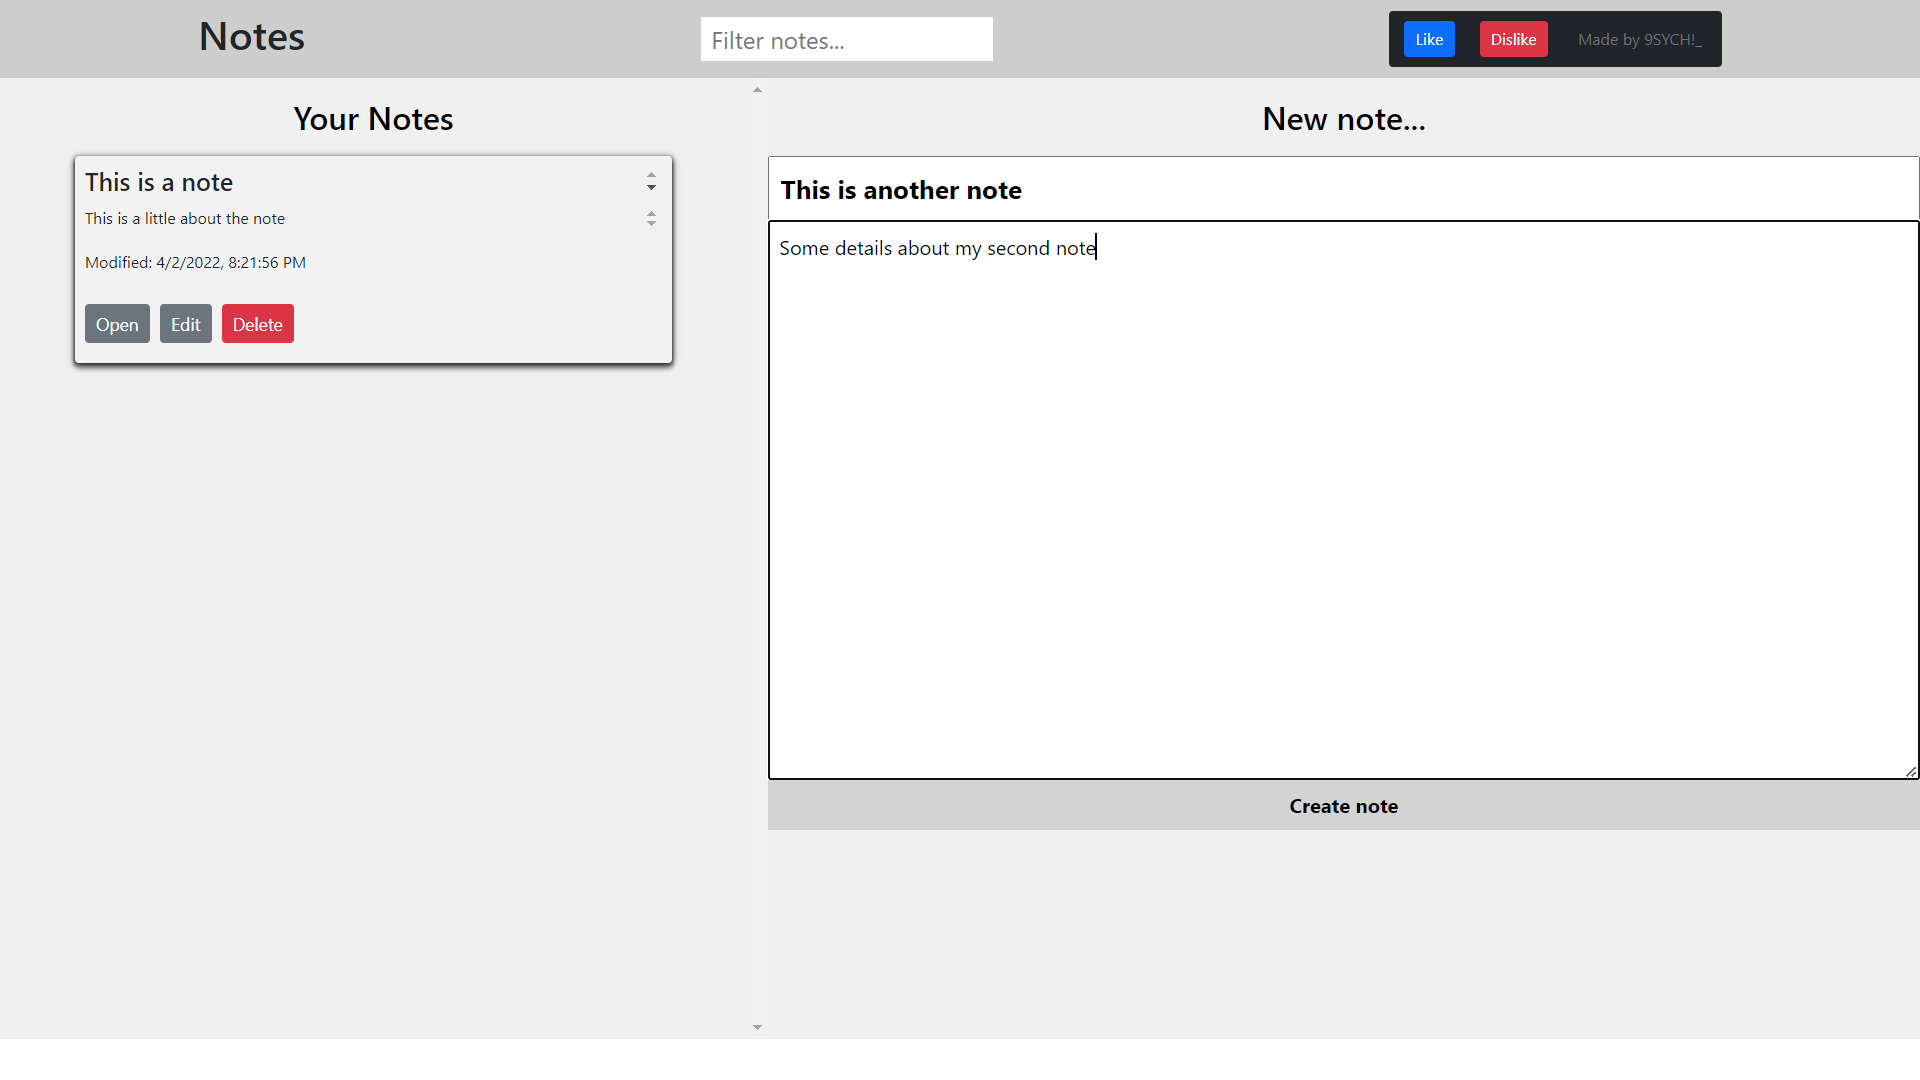 Notes
Filter notes...
Like
Dislike
Made by 9SYCH!_
Your Notes
This is a note
This is a little about the note
Modified: 4/2/2022, 8:21:56 PM
Open
Edit
Delete
New note...
This is another note
Some details about my second note
Create note